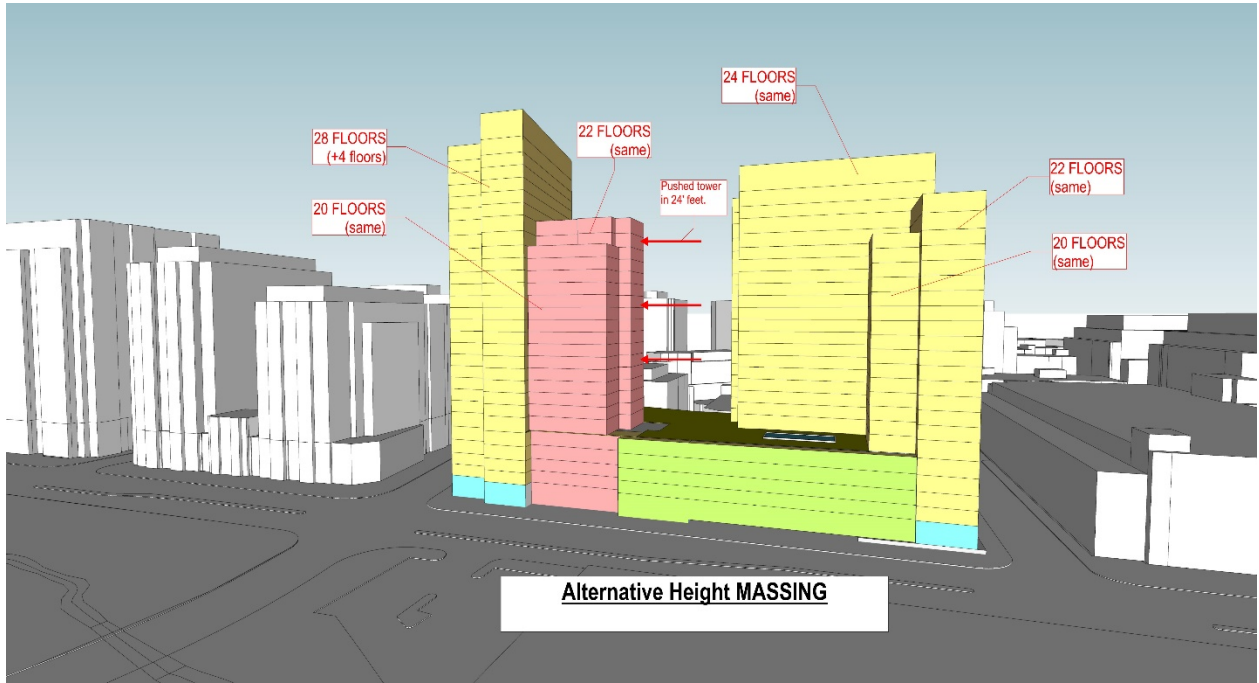 24 FLOORS
(same)
28 FLOORS
(+4 floors)
22 FLOORS
(same)
Pushed tower
in 24' feet.
22 FLOORS
(same)
20 FLOORS
(same)
20 FLOORS
(same)
Alternative Height MASSING